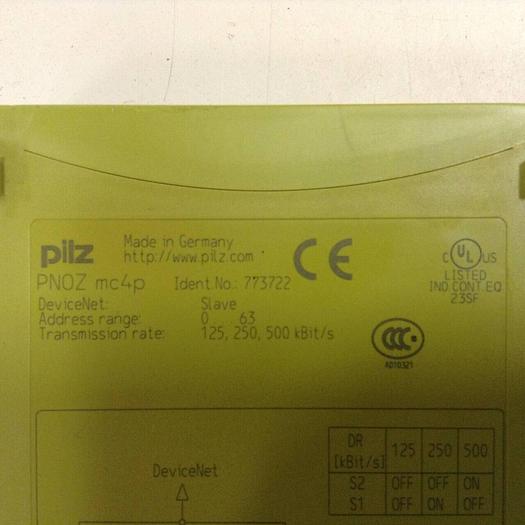 pilz
Made in Germany
http://www.pilz.com
CE
C UL US
LISTED
IND.CONT.EQ
23SF
PNOZ mc4p Ident.No.: 773722
DeviceNet: Slave
Address range: 0 63
Transmission rate: 125, 250, 500 kBit/s
CCC
A010321
DeviceNet
DR [kBit/s] 125 250 500
S2 OFF OFF ON
S1 OFF ON OFF